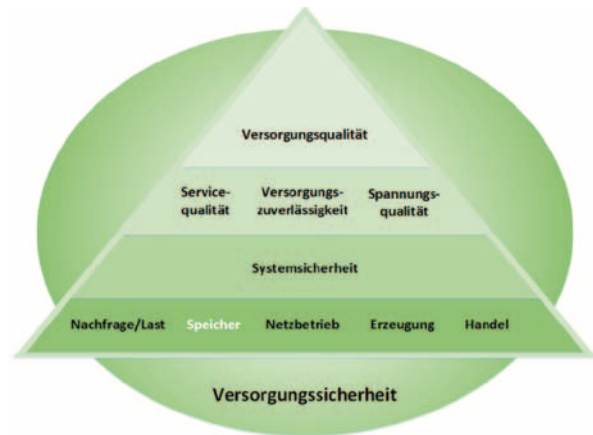 Versorgungsqualität
Service-
qualität
Versorgungs-
zuverlässigkeit
Spannungs-
qualität
Systemsicherheit
Nachfrage/Last Speicher Netzbetrieb Erzeugung Handel
Versorgungssicherheit